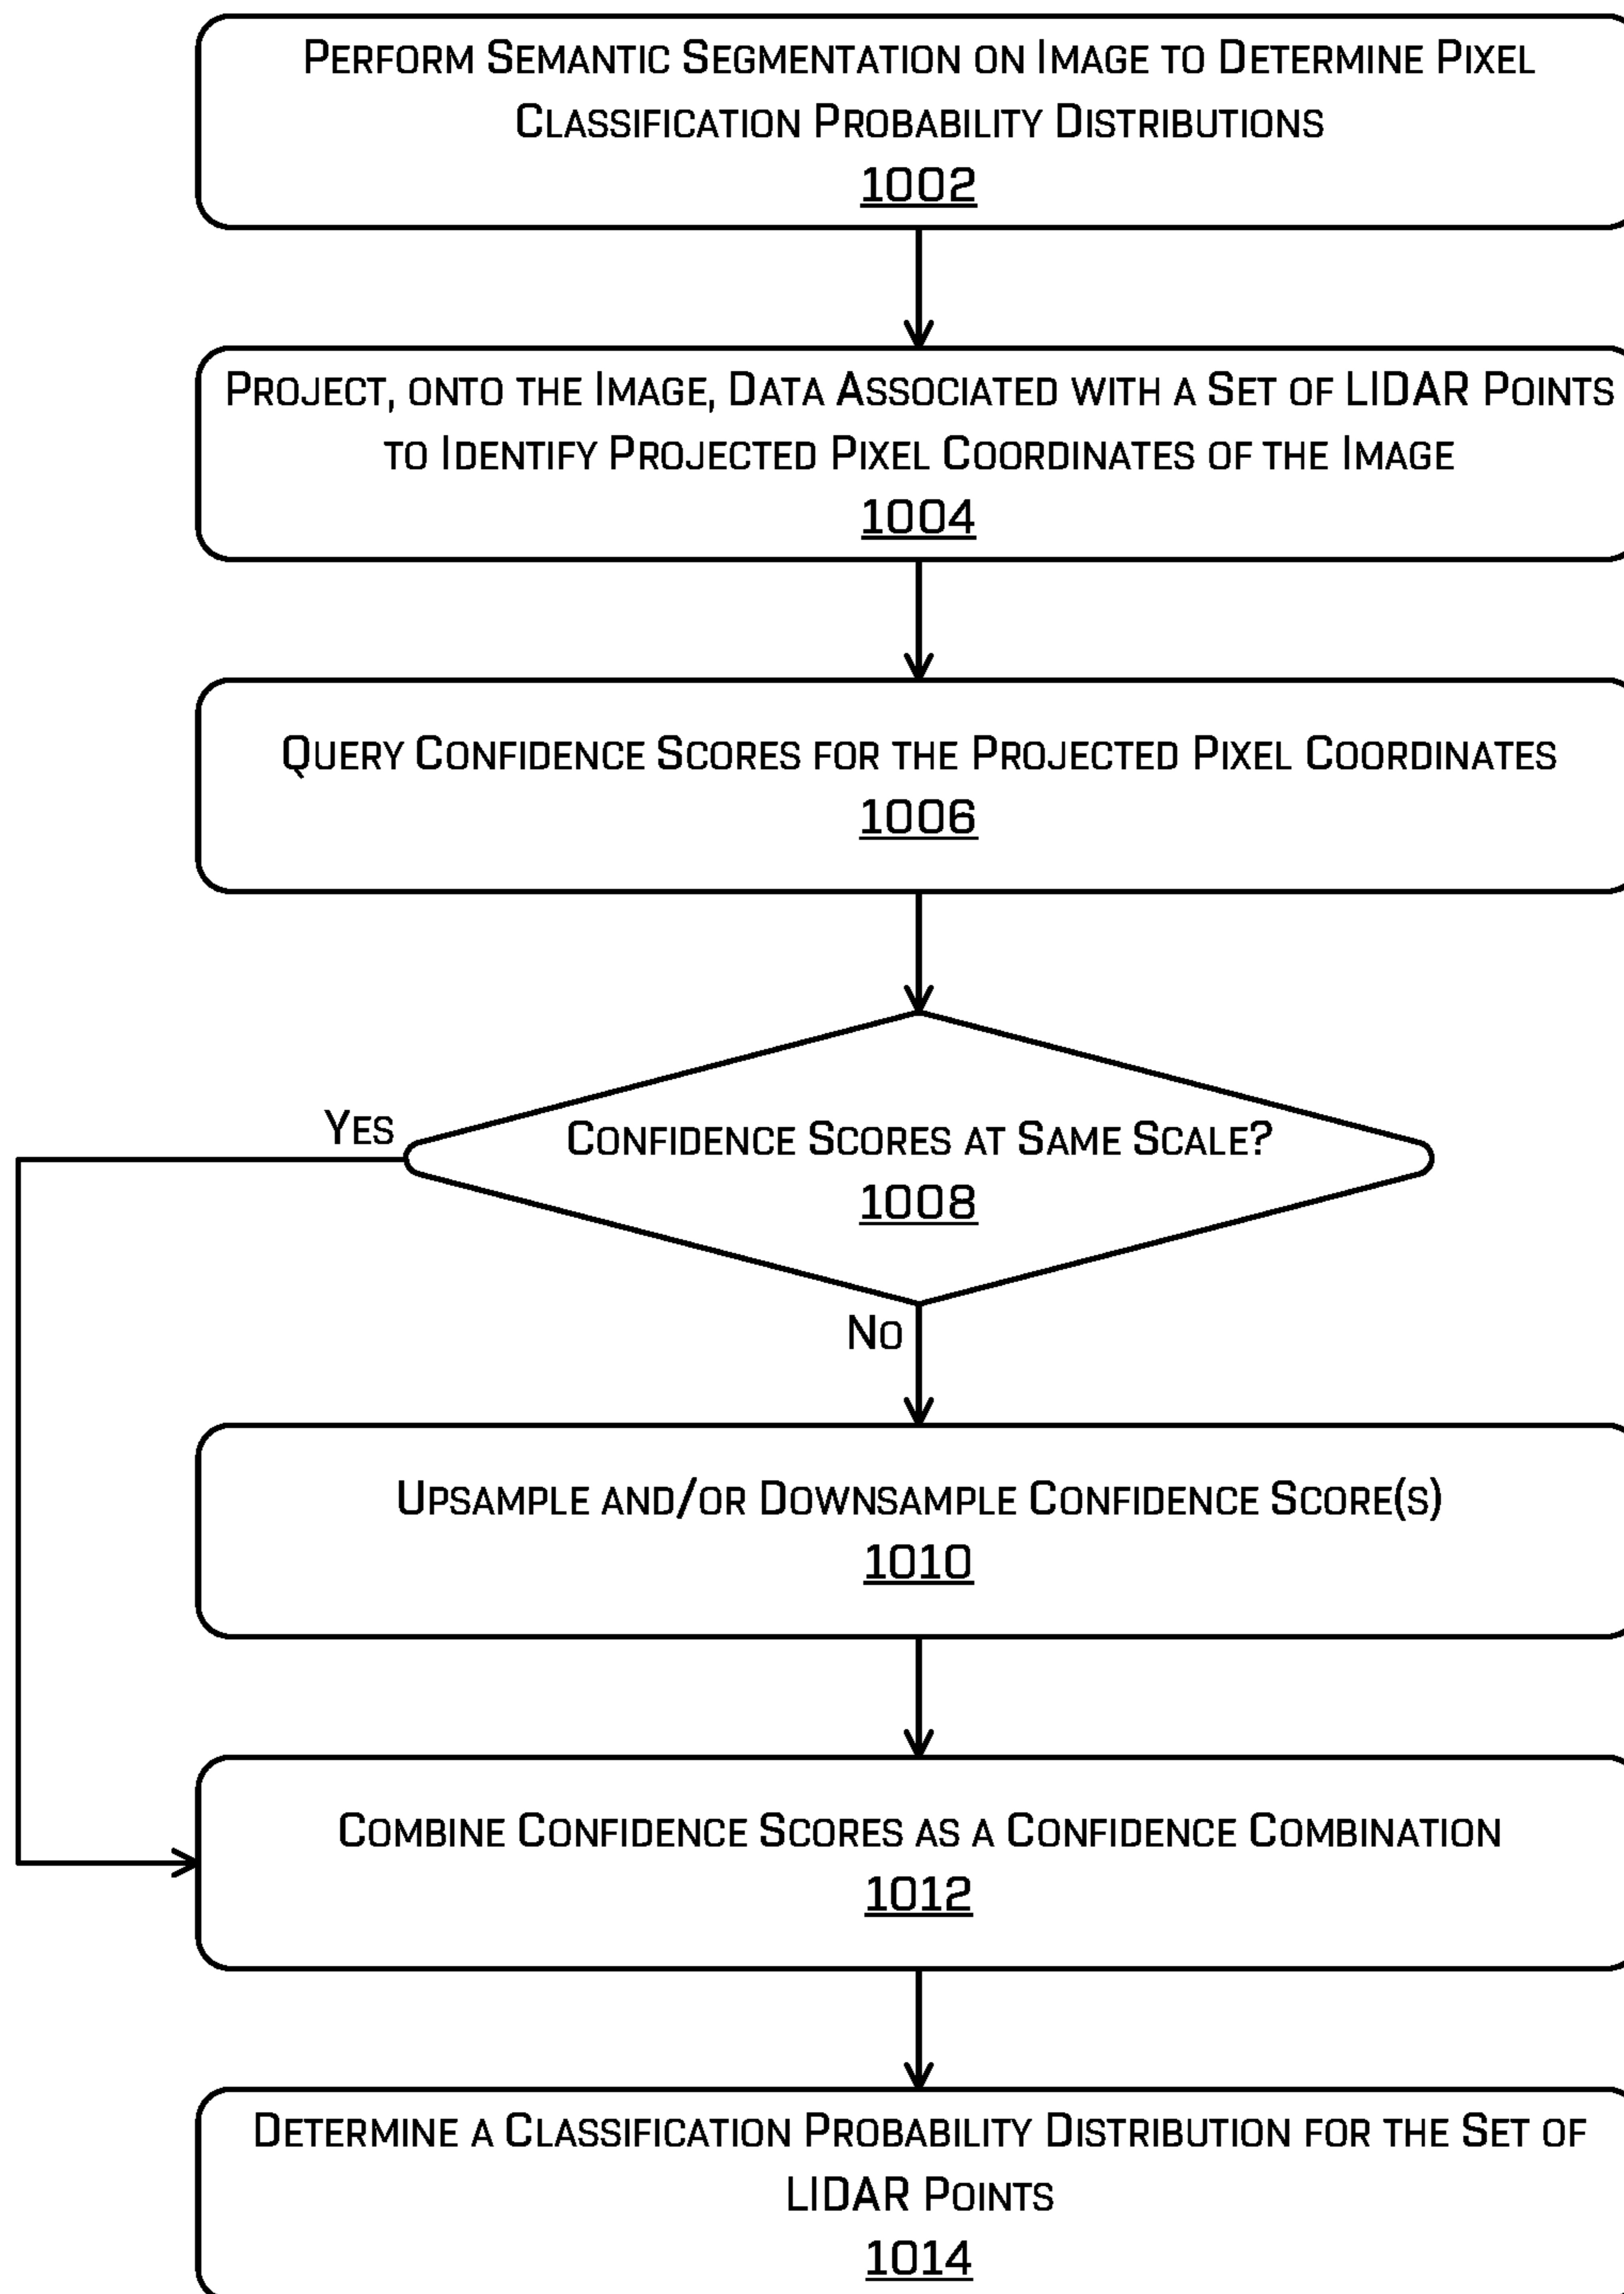 Perform Semantic Segmentation on Image to Determine Pixel
Classification Probability Distributions
1002
Project, onto the Image, Data Associated with a Set of LIDAR Points
to Identify Projected Pixel Coordinates of the Image
1004
Query Confidence Scores for the Projected Pixel Coordinates
1006
Yes
Confidence Scores at Same Scale?
1008
No
Upsample and/or Downsample Confidence Score(s)
1010
Combine Confidence Scores as a Confidence Combination
1012
Determine a Classification Probability Distribution for the Set of
LIDAR Points
1014